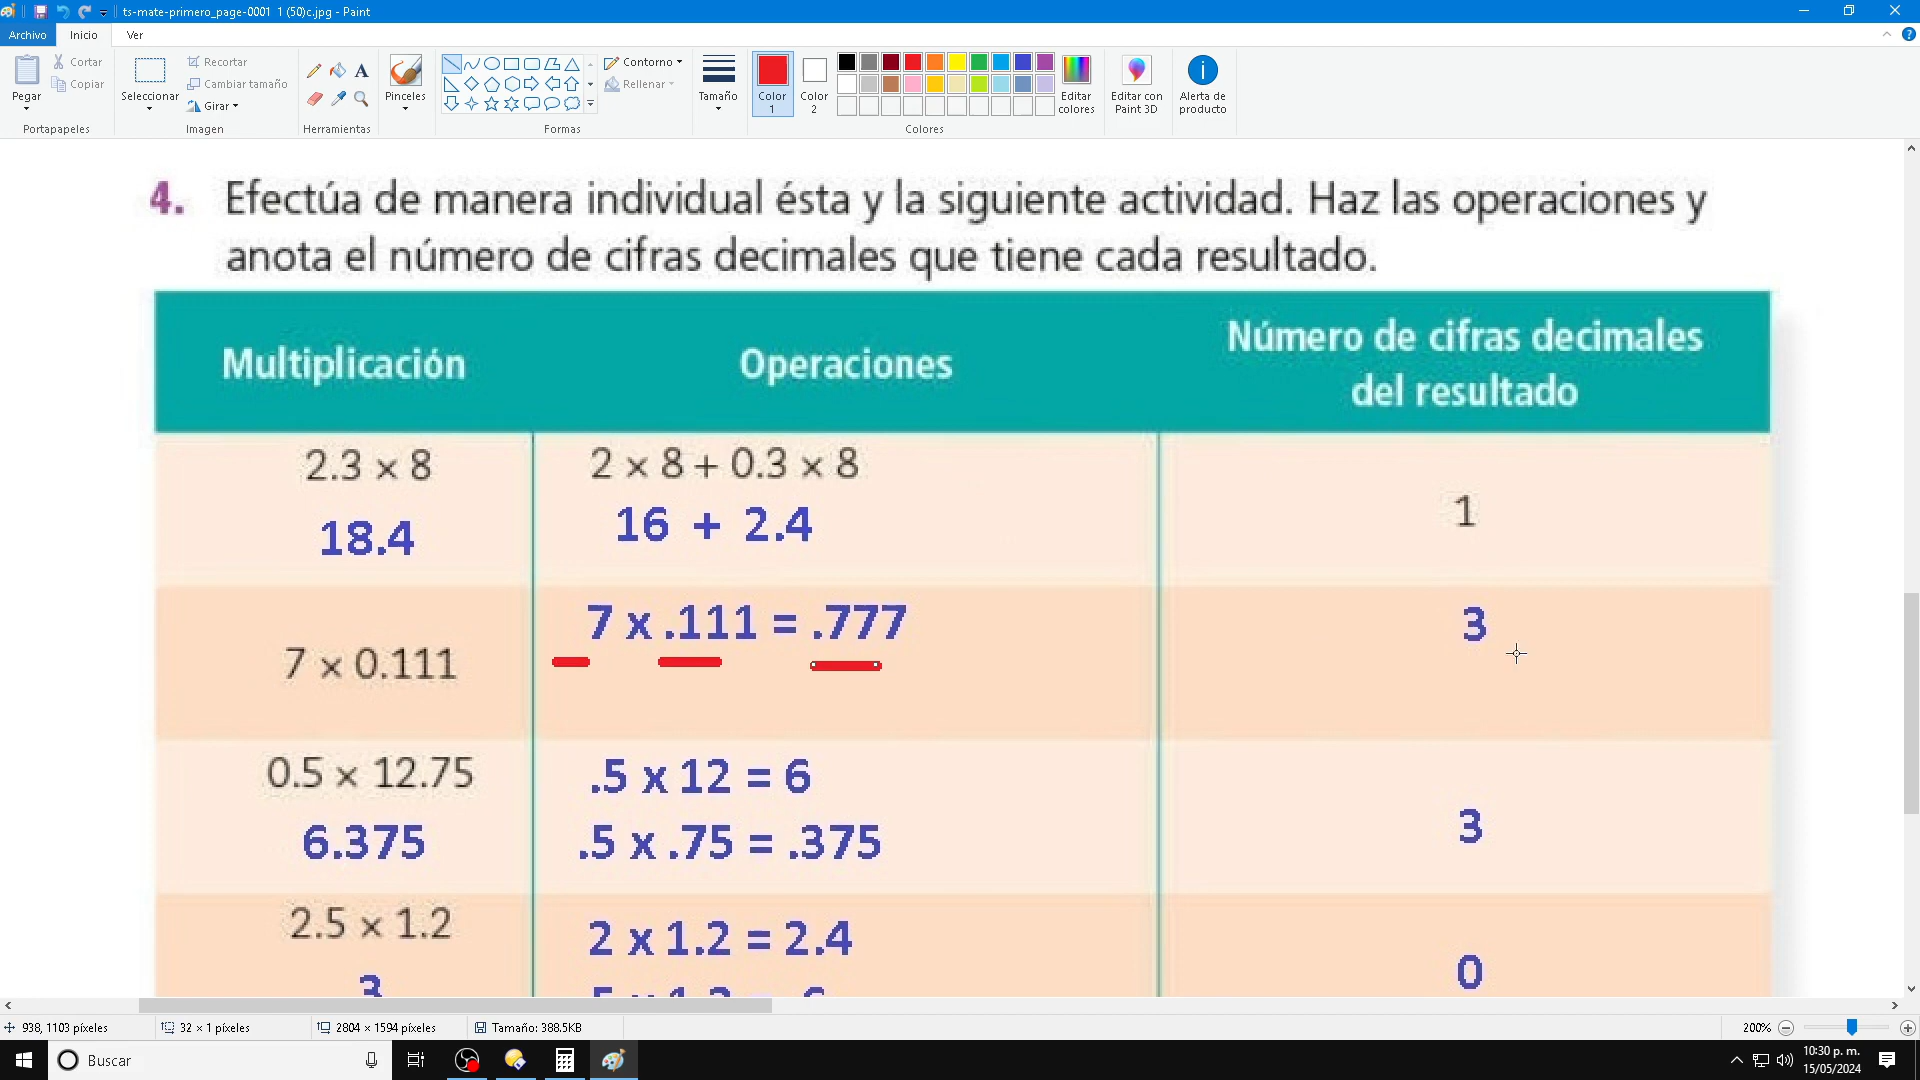 ts-mate-primero_page-0001 1 (50)c.jpg - Paint
Archivo Inicio Ver
Pegar
Cortar
Copiar
Portapapeles
Seleccionar
Recortar
Cambiar tamaño
Girar
Imagen
A
Herramientas
Pinceles
Contorno
Rellenar
Formas
Tamaño
Color 1
Color 2
Editar colores
Colores
Editar con Paint 3D
Alerta de producto
4. Efectúa de manera individual ésta y la siguiente actividad. Haz las operaciones y
anota el número de cifras decimales que tiene cada resultado.
Multiplicación
Operaciones
Número de cifras decimales
del resultado
2.3 × 8
18.4
2 × 8 + 0.3 × 8
16 + 2.4
1
7 × 0.111
7 x .111 = .777
3
0.5 × 12.75
6.375
.5 x 12 = 6
.5 x .75 = .375
3
2.5 × 1.2
3
2 x 1.2 = 2.4
0
938, 1103 píxeles
32 × 1 píxeles
2804 × 1594 píxeles
Tamaño: 388.5KB
200%
Buscar
10:30 p. m.
15/05/2024